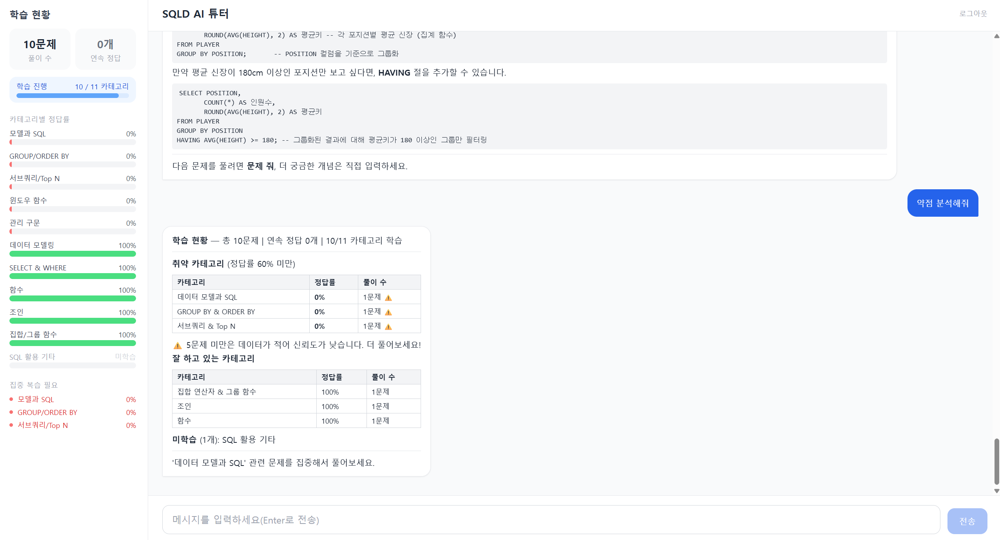 학습 현황
10문제
풀이 수
0개
연속 정답
학습 진행 10 / 11 카테고리
카테고리별 정답률
모델과 SQL 0%
GROUP/ORDER BY 0%
서브쿼리/Top N 0%
윈도우 함수 0%
관리 구문 0%
데이터 모델링 100%
SELECT & WHERE 100%
함수 100%
조인 100%
집합/그룹 함수 100%
SQL 활용 기타 미학습
집중 복습 필요
모델과 SQL 0%
GROUP/ORDER BY 0%
서브쿼리/Top N 0%
SQLD AI 튜터
로그아웃
ROUND(AVG(HEIGHT), 2) AS 평균키 -- 각 포지션별 평균 신장 (집계 함수)
FROM PLAYER
GROUP BY POSITION; -- POSITION 컬럼을 기준으로 그룹화
만약 평균 신장이 180cm 이상인 포지션만 보고 싶다면, HAVING 절을 추가할 수 있습니다.
SELECT POSITION,
COUNT(*) AS 인원수,
ROUND(AVG(HEIGHT), 2) AS 평균키
FROM PLAYER
GROUP BY POSITION
HAVING AVG(HEIGHT) >= 180; -- 그룹화된 결과에 대해 평균키가 180 이상인 그룹만 필터링
다음 문제를 풀려면 문제 줘, 더 궁금한 개념은 직접 입력하세요.
약점 분석해줘
학습 현황 — 총 10문제 | 연속 정답 0개 | 10/11 카테고리 학습
취약 카테고리 (정답률 60% 미만)
카테고리 정답률 풀이 수
데이터 모델과 SQL 0% 1문제 ⚠️
GROUP BY & ORDER BY 0% 1문제 ⚠️
서브쿼리 & Top N 0% 1문제 ⚠️
⚠️ 5문제 미만은 데이터가 적어 신뢰도가 낮습니다. 더 풀어보세요!
잘 하고 있는 카테고리
카테고리 정답률 풀이 수
집합 연산자 & 그룹 함수 100% 1문제
조인 100% 1문제
함수 100% 1문제
미학습 (1개): SQL 활용 기타
'데이터 모델과 SQL' 관련 문제를 집중해서 풀어보세요.
메시지를 입력하세요(Enter로 전송)
전송